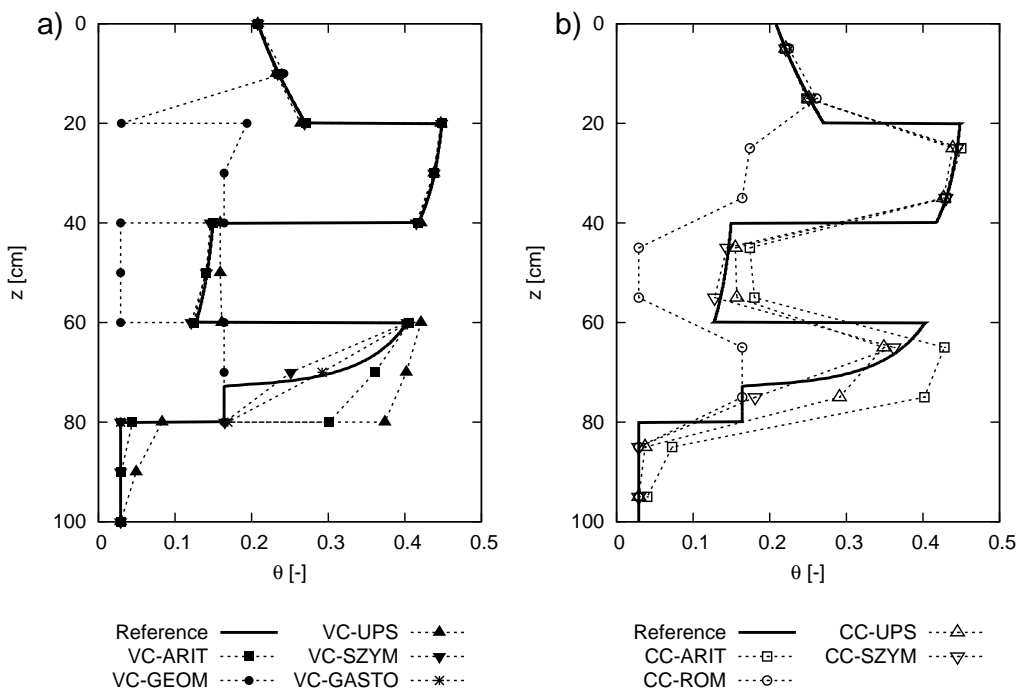 a)
0
20
40
60
80
100
z [cm]
0 0.1 0.2 0.3 0.4 0.5
θ [-]
Reference
VC-ARIT
VC-GEOM
VC-UPS
VC-SZYM
VC-GASTO
b)
0
20
40
60
80
100
z [cm]
0 0.1 0.2 0.3 0.4 0.5
θ [-]
Reference
CC-ARIT
CC-ROM
CC-UPS
CC-SZYM